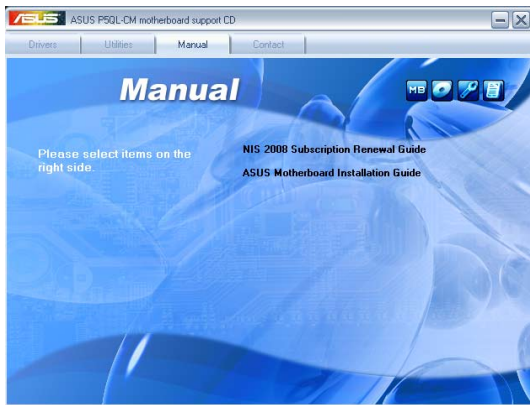 ASUS ASUS P5QL-CM motherboard support CD
Drivers Utilities Manual Contact
Manual
MB
Please select items on the
right side.
NIS 2008 Subscription Renewal Guide
ASUS Motherboard Installation Guide